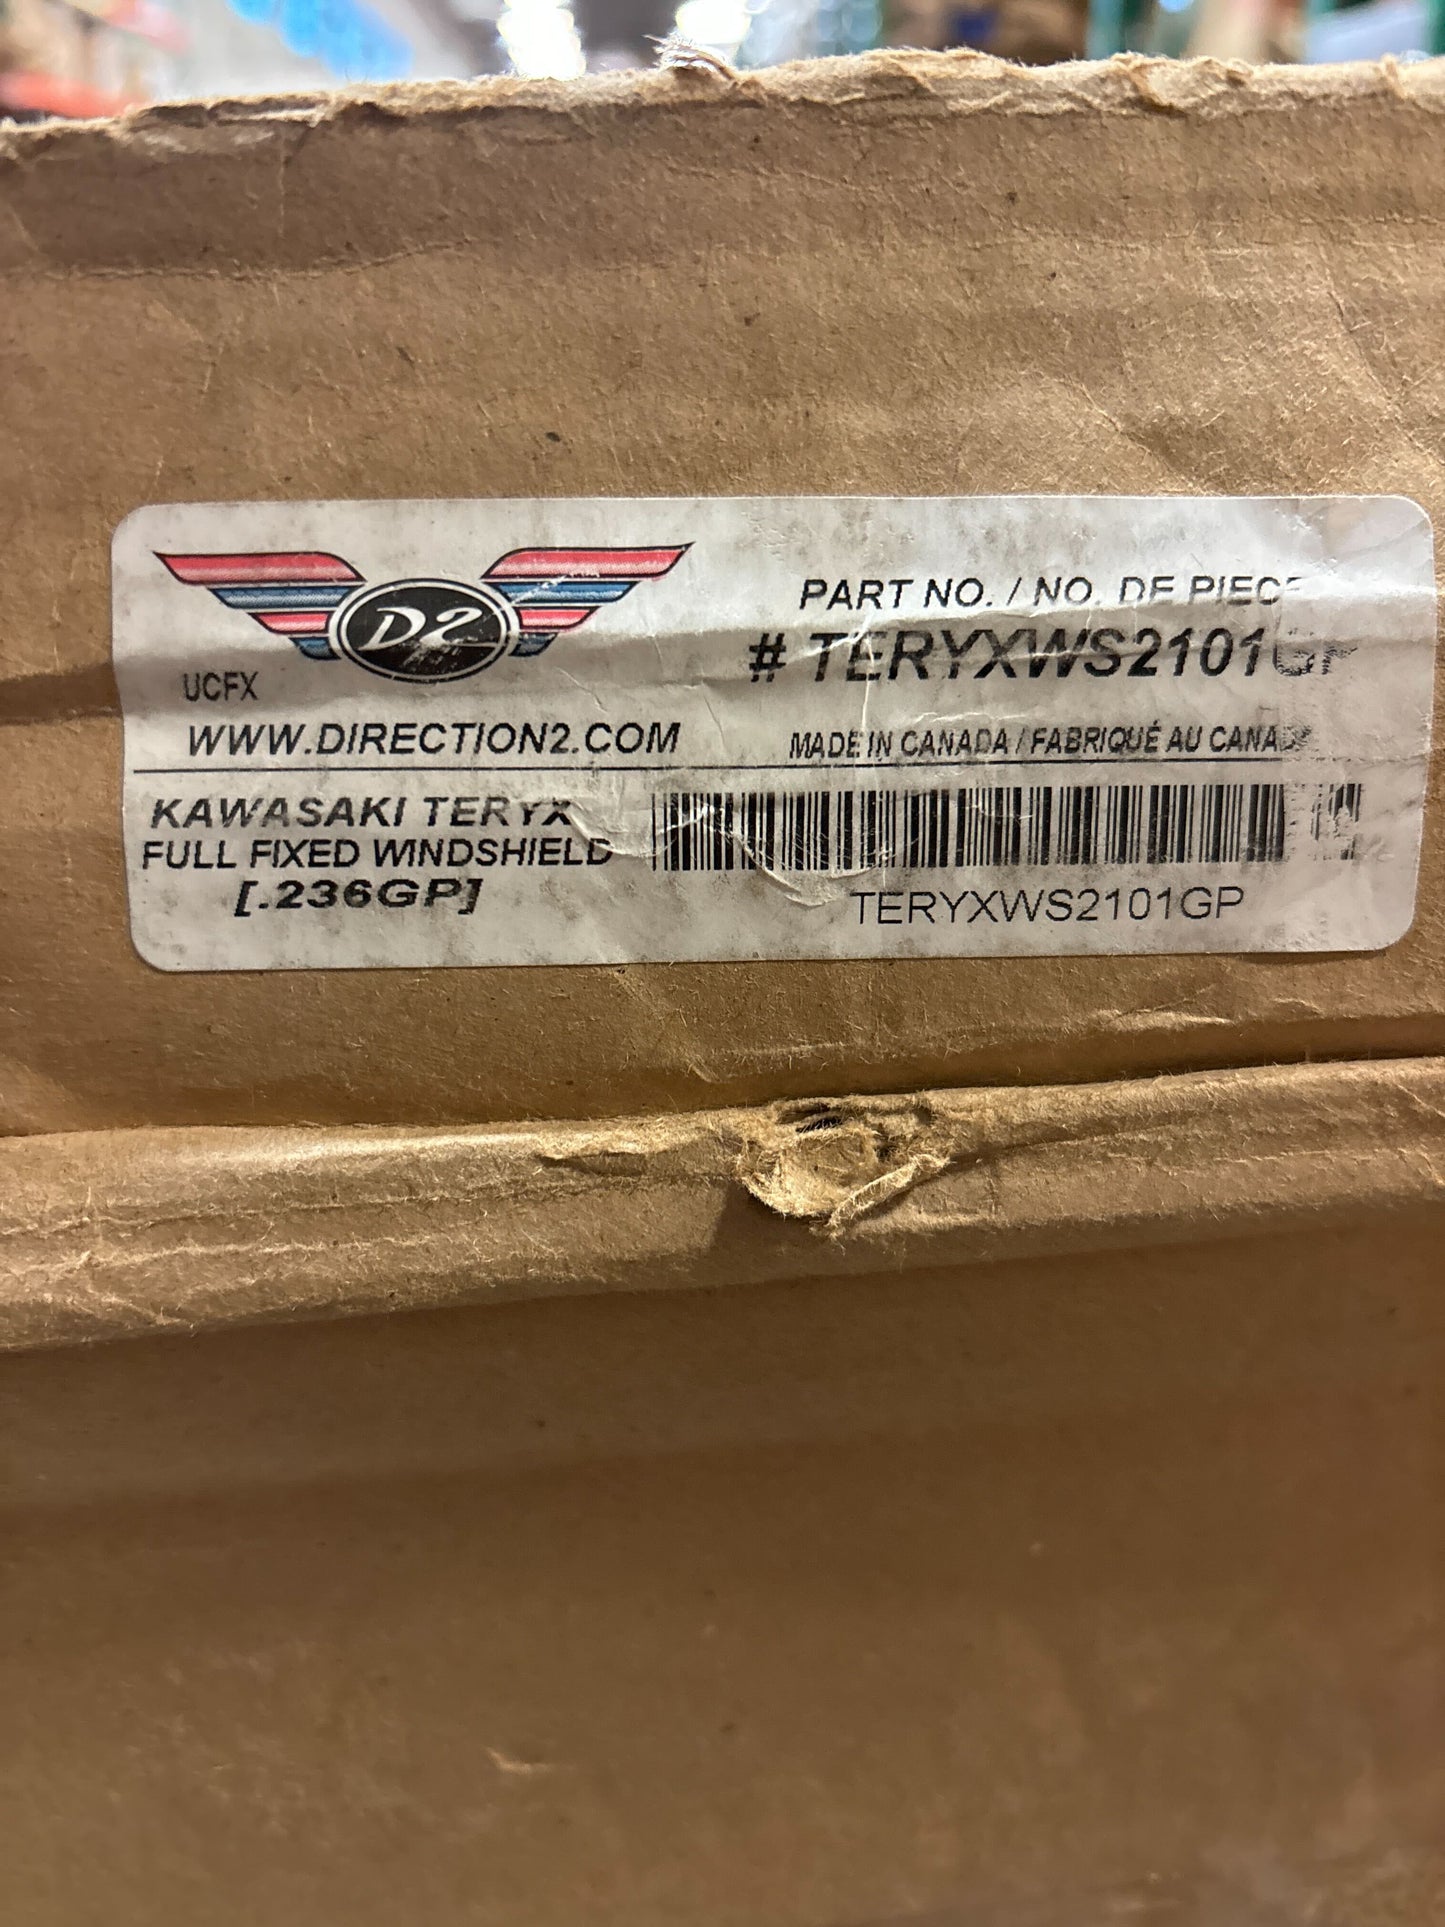 D2
UCFX
WWW.DIRECTION2.COM
PART NO. / NO. DE PIECE
# TERYXWS2101GP
MADE IN CANADA / FABRIQUÉ AU CANADA
KAWASAKI TERYX
FULL FIXED WINDSHIELD
[.236GP]
TERYXWS2101GP